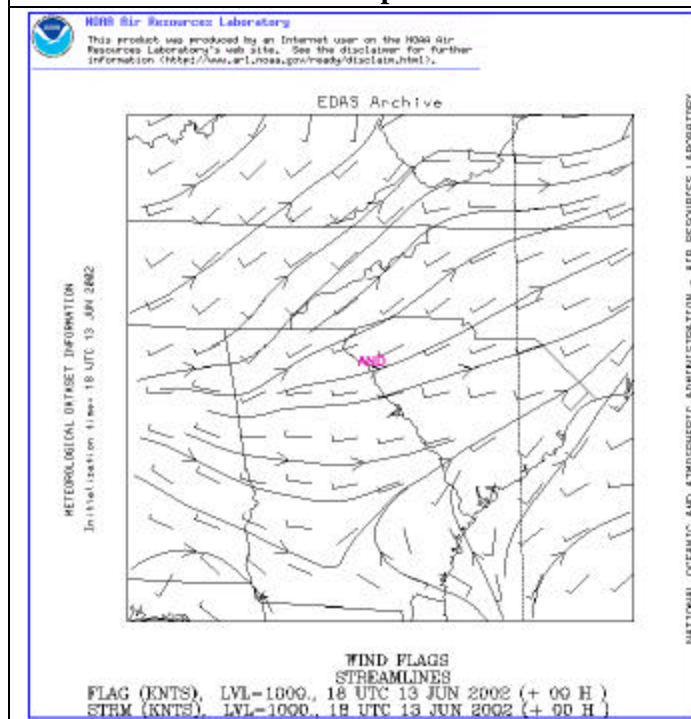 NOAA Air Resources Laboratory
This product was produced by an Internet user on the NOAA Air
Resources Laboratory's web site. See the disclaimer for further
information (http://www.arl.noaa.gov/ready/disclaim.html).
EDAS Archive
METEOROLOGICAL DATASET INFORMATION
Initialization time: 18 UTC 13 JUN 2002
AND
NATIONAL OCEANIC AND ATMOSPHERIC ADMINISTRATION - AIR RESOURCES LABORATORY
WIND FLAGS
STREAMLINES
FLAG (KNTS), LVL=1000., 18 UTC 13 JUN 2002 (+ 00 H )
STRM (KNTS), LVL=1000., 18 UTC 13 JUN 2002 (+ 00 H )